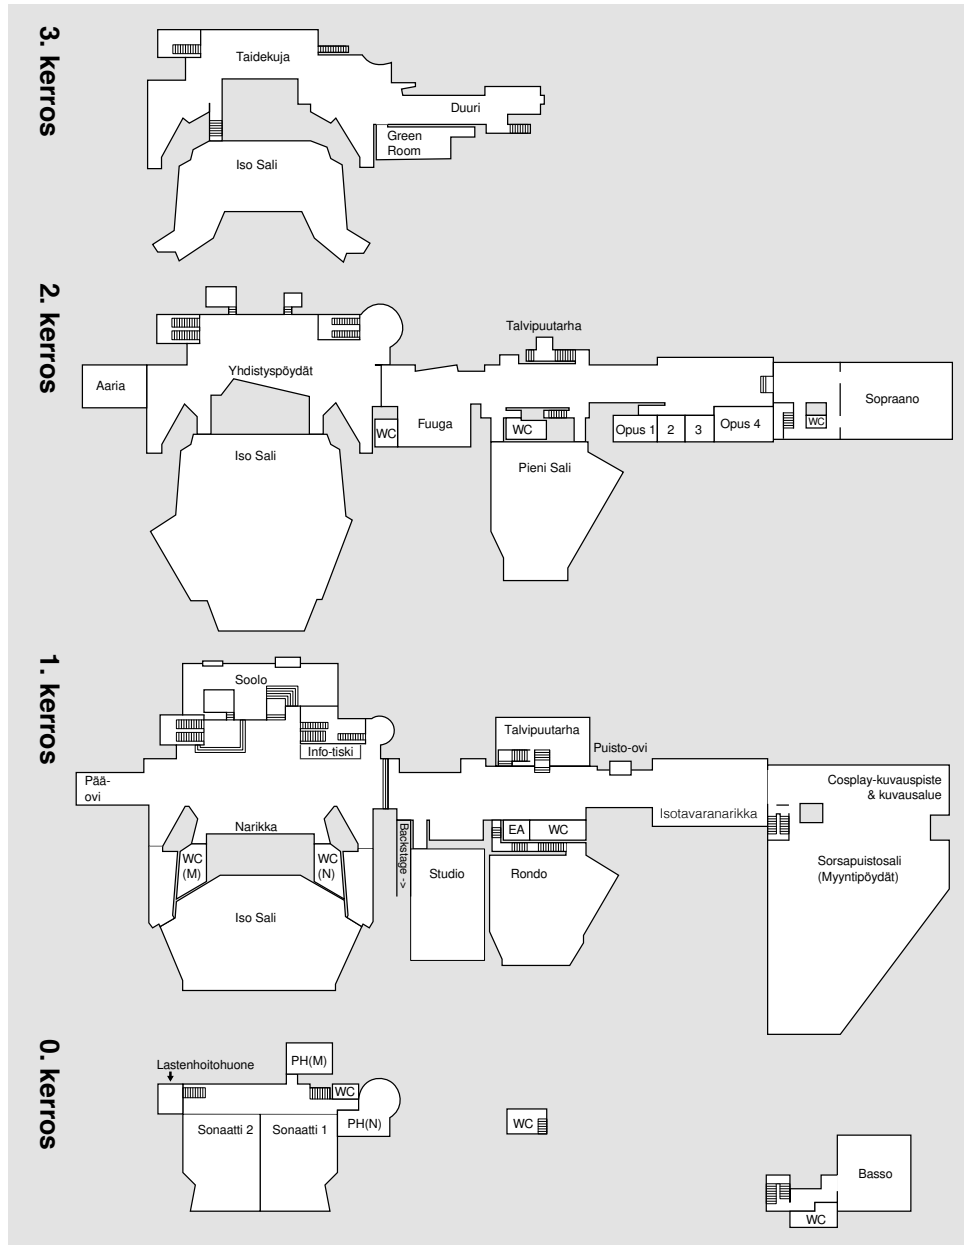 3. kerros
Taidekuja
Duuri
Green
Room
Iso Sali
2. kerros
Talvipuutarha
Aaria
Yhdistyspöydät
Sopraano
WC
Fuuga
WC
Opus 1
2
3
Opus 4
WC
Iso Sali
Pieni Sali
1. kerros
Soolo
Info-tiski
Talvipuutarha
Puisto-ovi
Pää-
ovi
Cosplay-kuvauspiste
& kuvausalue
Isotavaranarikka
Narikka
Backstage ->
EA
WC
WC
(M)
WC
(N)
Studio
Rondo
Sorsapuistosali
(Myyntipöydät)
Iso Sali
0. kerros
Lastenhoitohuone
PH(M)
WC
PH(N)
Sonaatti 2
Sonaatti 1
WC
Basso
WC